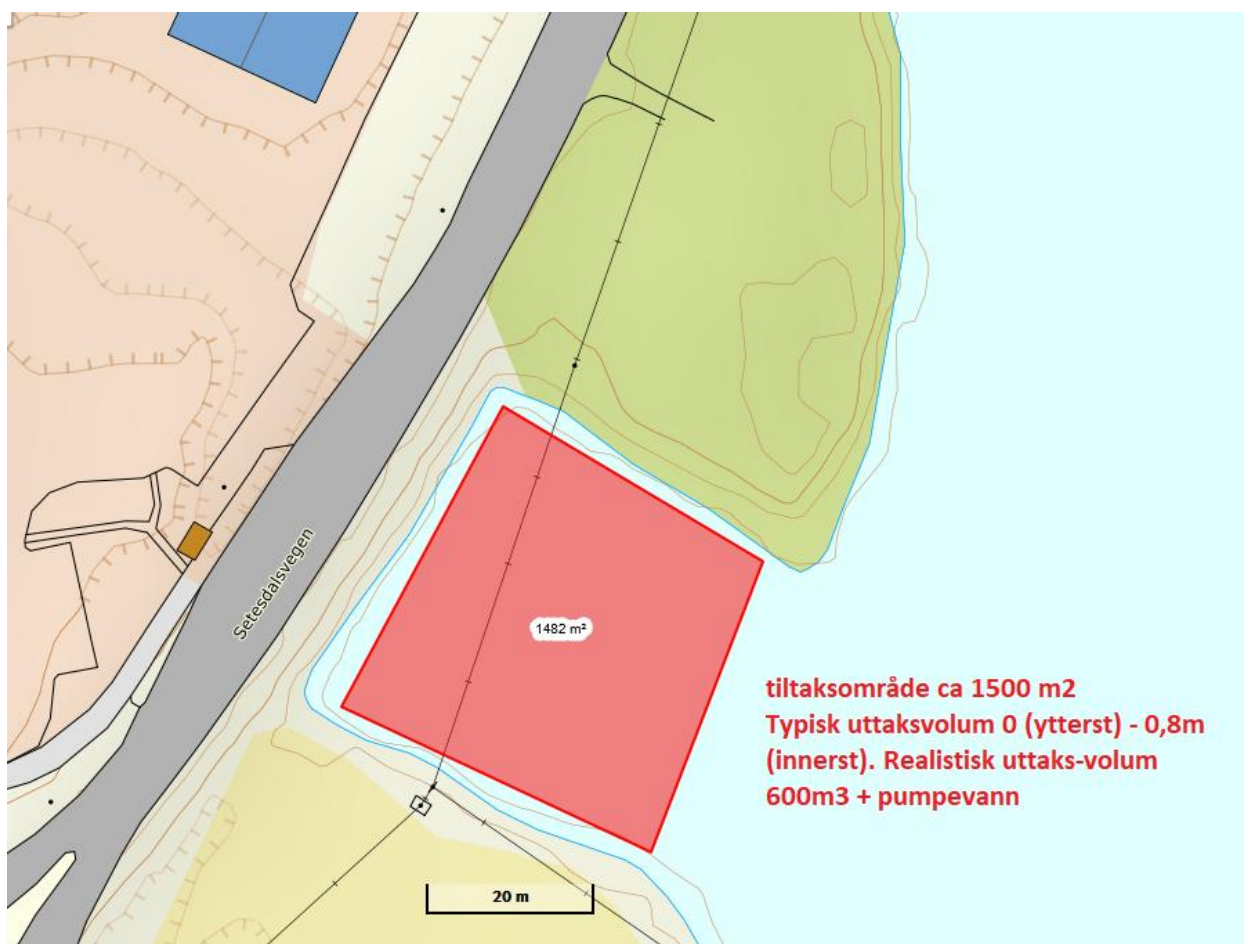 Setesdalsvegen
1482 m²
tiltaksområde ca 1500 m2
Typisk uttaksvolum 0 (ytterst) - 0,8m
(innerst). Realistisk uttaks-volum
600m3 + pumpevann
20 m